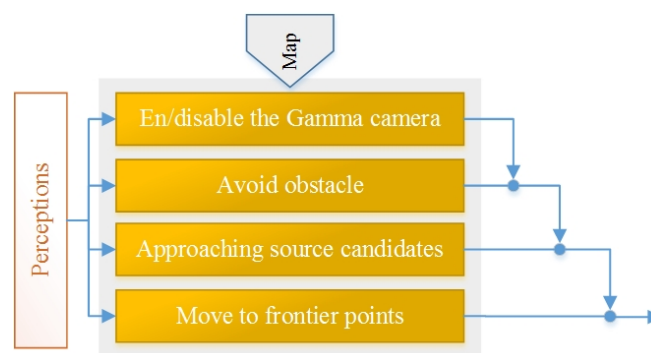 Map
Perceptions
En/disable the Gamma camera
Avoid obstacle
Approaching source candidates
Move to frontier points